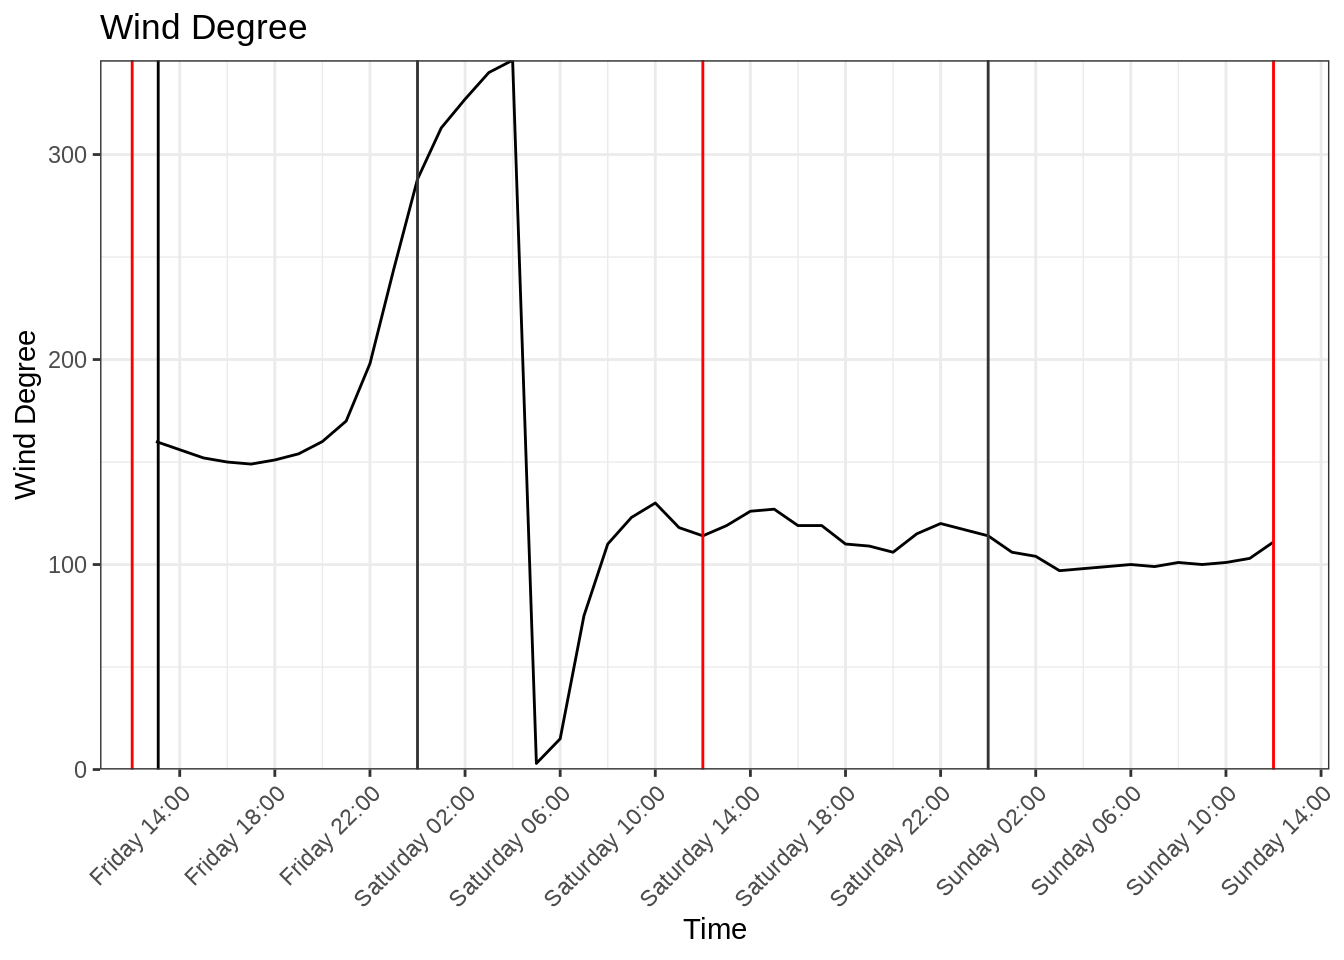 Wind Degree
Wind Degree
300
200
100
0
Friday 14:00
Friday 18:00
Friday 22:00
Saturday 02:00
Saturday 06:00
Saturday 10:00
Saturday 14:00
Saturday 18:00
Saturday 22:00
Sunday 02:00
Sunday 06:00
Sunday 10:00
Sunday 14:00
Time